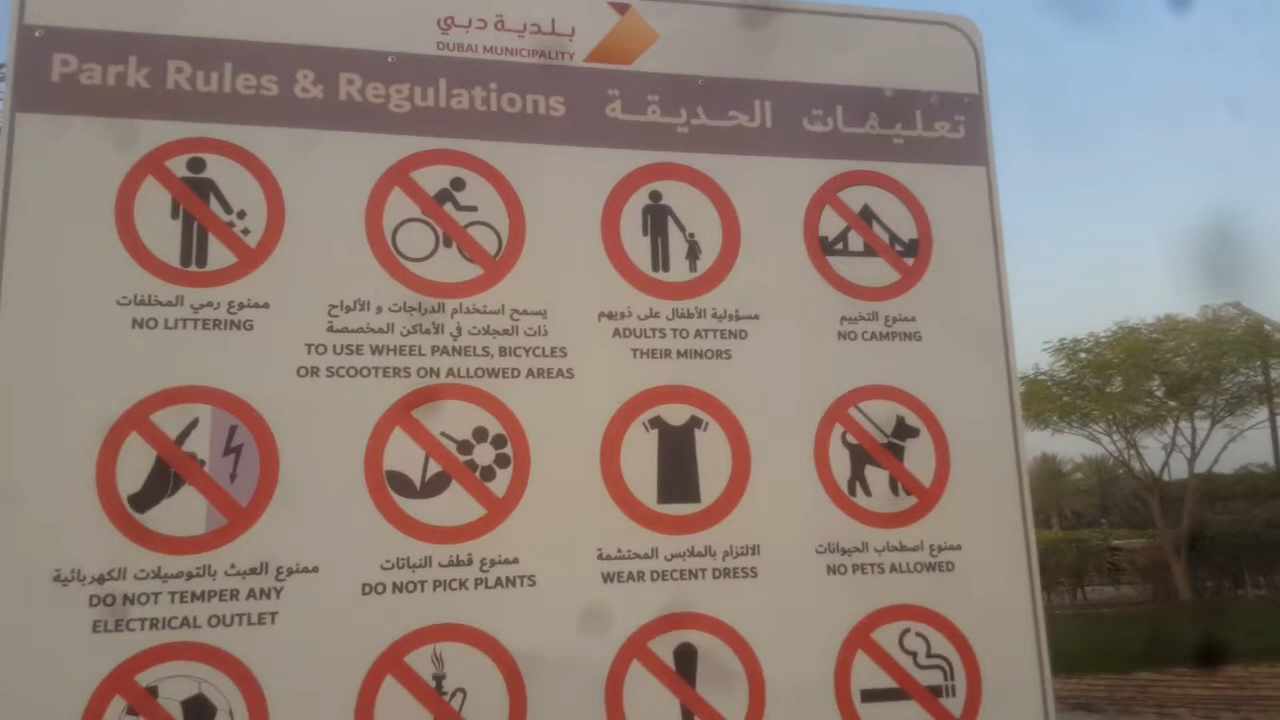 بلدية دبي
DUBAI MUNICIPALITY
Park Rules & Regulations
تعليمات الحديقة
ممنوع رمي المخلفات
NO LITTERING
يسمح استخدام الدراجات و الألواح
ذات العجلات في الأماكن المخصصة
TO USE WHEEL PANELS, BICYCLES
OR SCOOTERS ON ALLOWED AREAS
مسؤولية الأطفال على ذويهم
ADULTS TO ATTEND
THEIR MINORS
ممنوع التخييم
NO CAMPING
ممنوع العبث بالتوصيلات الكهربائية
DO NOT TEMPER ANY
ELECTRICAL OUTLET
ممنوع قطف النباتات
DO NOT PICK PLANTS
الالتزام بالملابس المحتشمة
WEAR DECENT DRESS
ممنوع اصطحاب الحيوانات
NO PETS ALLOWED